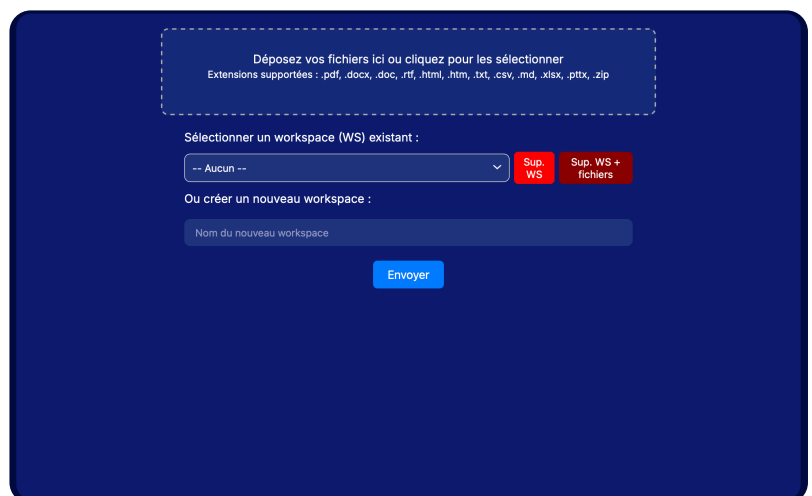 Déposez vos fichiers ici ou cliquez pour les sélectionner
Extensions supportées : .pdf, .docx, .doc, .rtf, .html, .htm, .txt, .csv, .md, .xlsx, .pttx, .zip
Sélectionner un workspace (WS) existant :
-- Aucun --
Sup.
WS
Sup. WS +
fichiers
Ou créer un nouveau workspace :
Nom du nouveau workspace
Envoyer